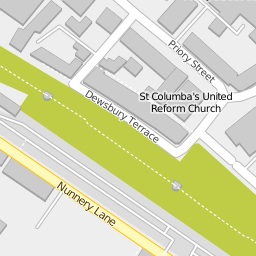 Priory Street
St Columba's United
Reform Church
Dewsbury Terrace
Nunnery Lane